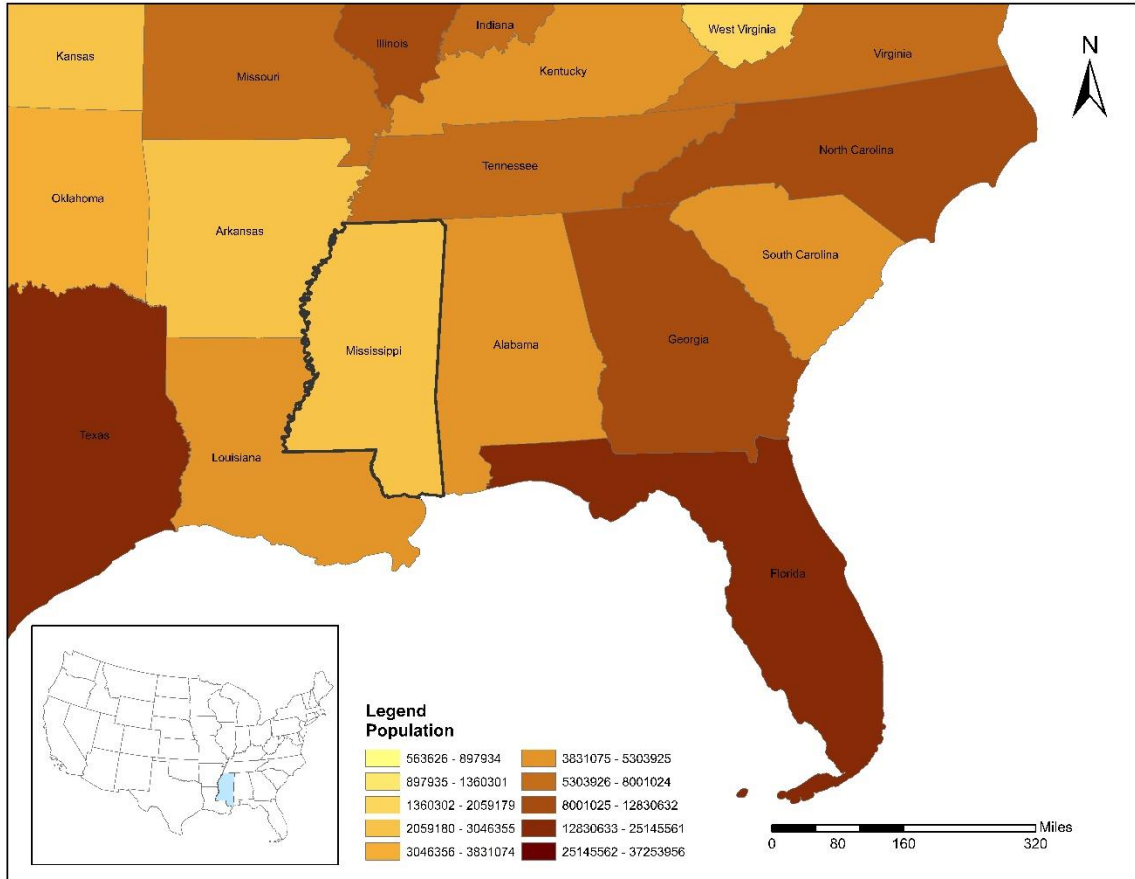 Kansas
Missouri
Illinois
Indiana
West Virginia
Kentucky
Virginia
N
Oklahoma
Arkansas
Tennessee
North Carolina
South Carolina
Mississippi
Alabama
Georgia
Texas
Louisiana
Florida
Legend
Population
563626 - 897934
897935 - 1360301
1360302 - 2059179
2059180 - 3046355
3046356 - 3831074
3831075 - 5303925
5303926 - 8001024
8001025 - 12830632
12830633 - 25145561
25145562 - 37253956
Miles
0 80 160 320